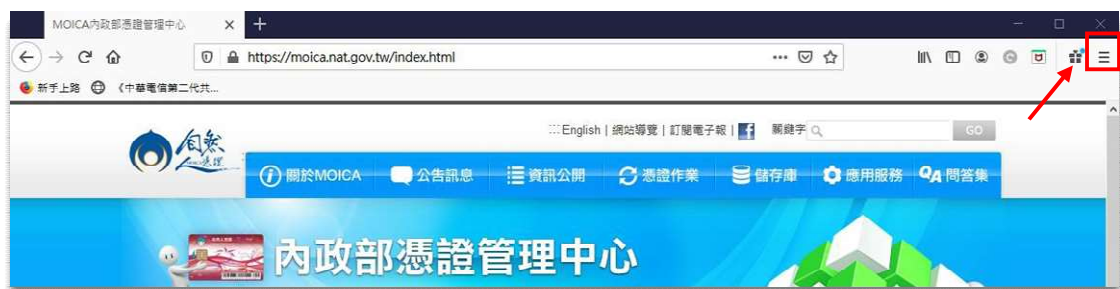 MOICA內政部憑證管理中心
https://moica.nat.gov.tw/index.html
新手上路 《中華電信第二代共...
自然
:::English | 網站導覽 | 訂閱電子報 | 關鍵字 GO
關於MOICA 公告訊息 資訊公開 憑證作業 儲存庫 應用服務 QA 問答集
內政部憑證管理中心